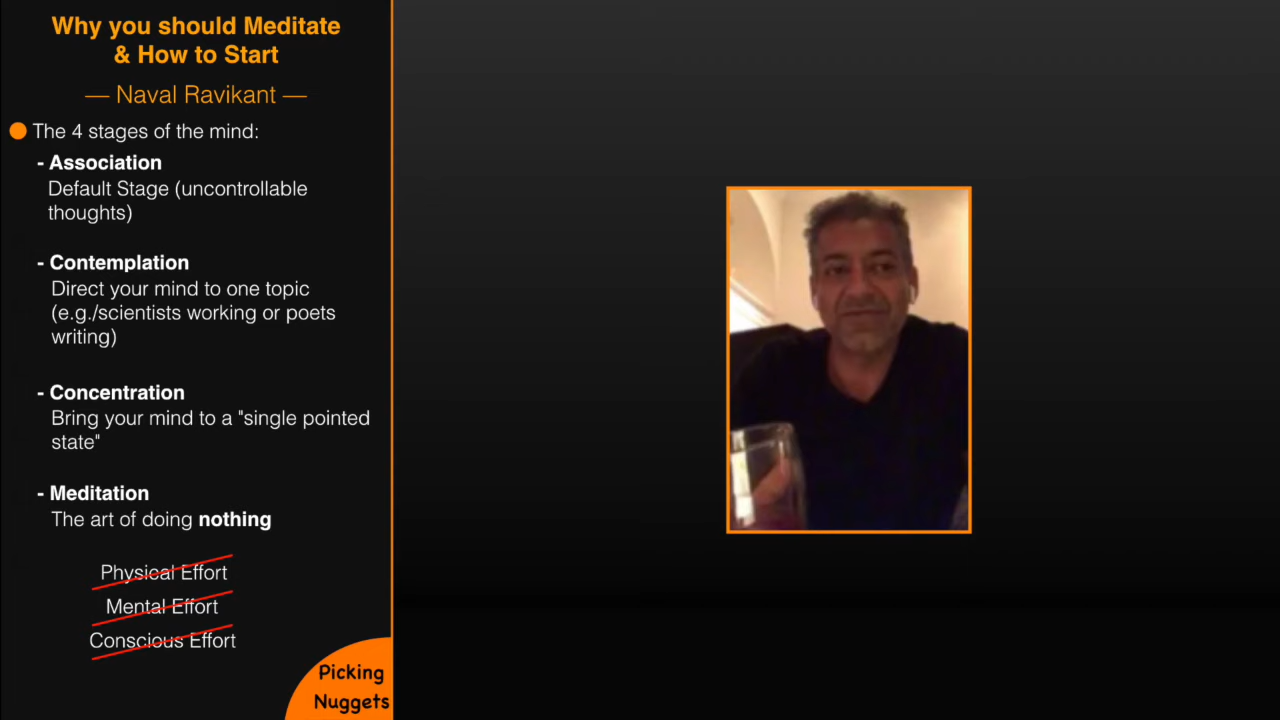 Why you should Meditate
& How to Start
— Naval Ravikant —
The 4 stages of the mind:
- Association
Default Stage (uncontrollable
thoughts)
- Contemplation
Direct your mind to one topic
(e.g./scientists working or poets
writing)
- Concentration
Bring your mind to a "single pointed
state"
- Meditation
The art of doing nothing
Physical Effort
Mental Effort
Conscious Effort
Picking
Nuggets